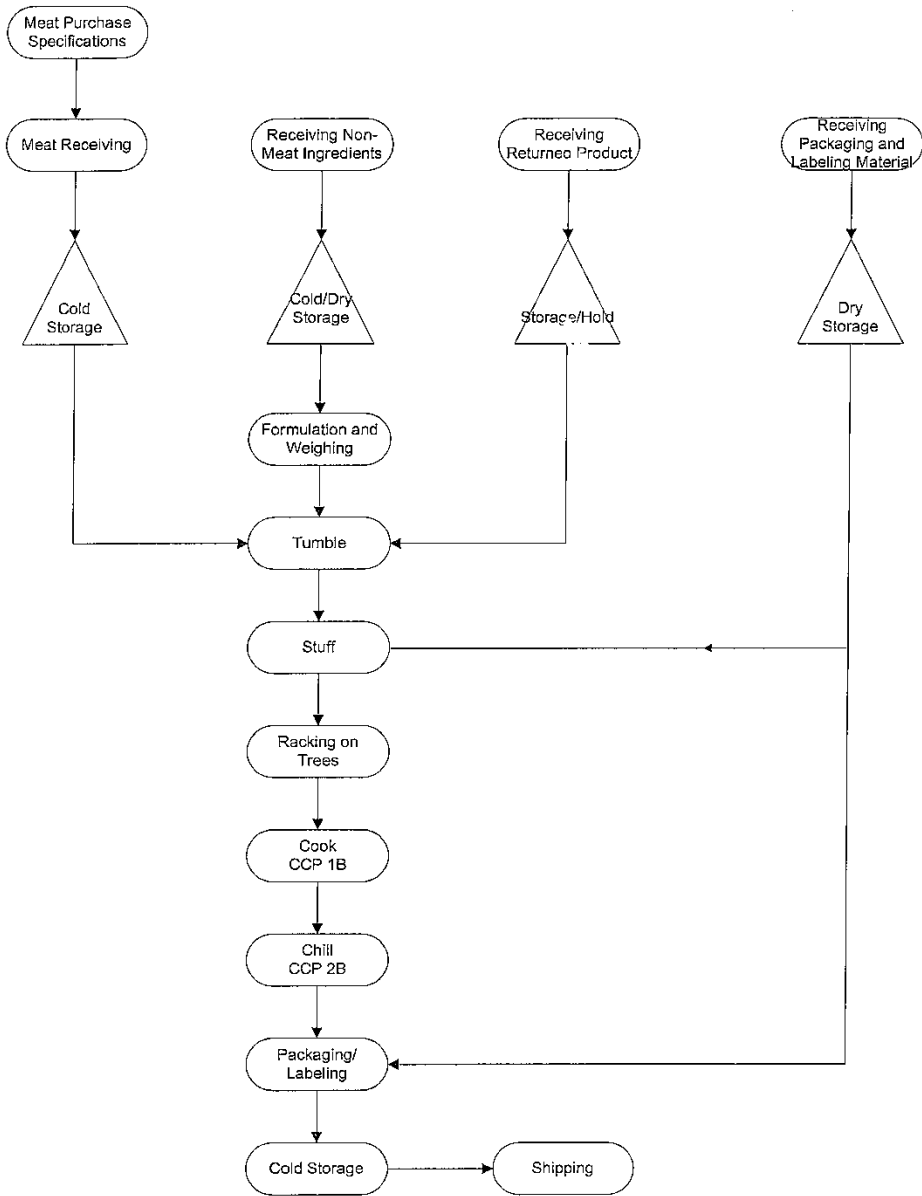 Meat Purchase
Specifications
Meat Receiving
Receiving Non-
Meat Ingredients
Receiving
Returned Product
Receiving
Packaging and
Labeling Material
Cold
Storage
Cold/Dry
Storage
Storage/Hold
Dry
Storage
Formulation and
Weighing
Tumble
Stuff
Racking on
Trees
Cook
CCP 1B
Chill
CCP 2B
Packaging/
Labeling
Cold Storage
Shipping